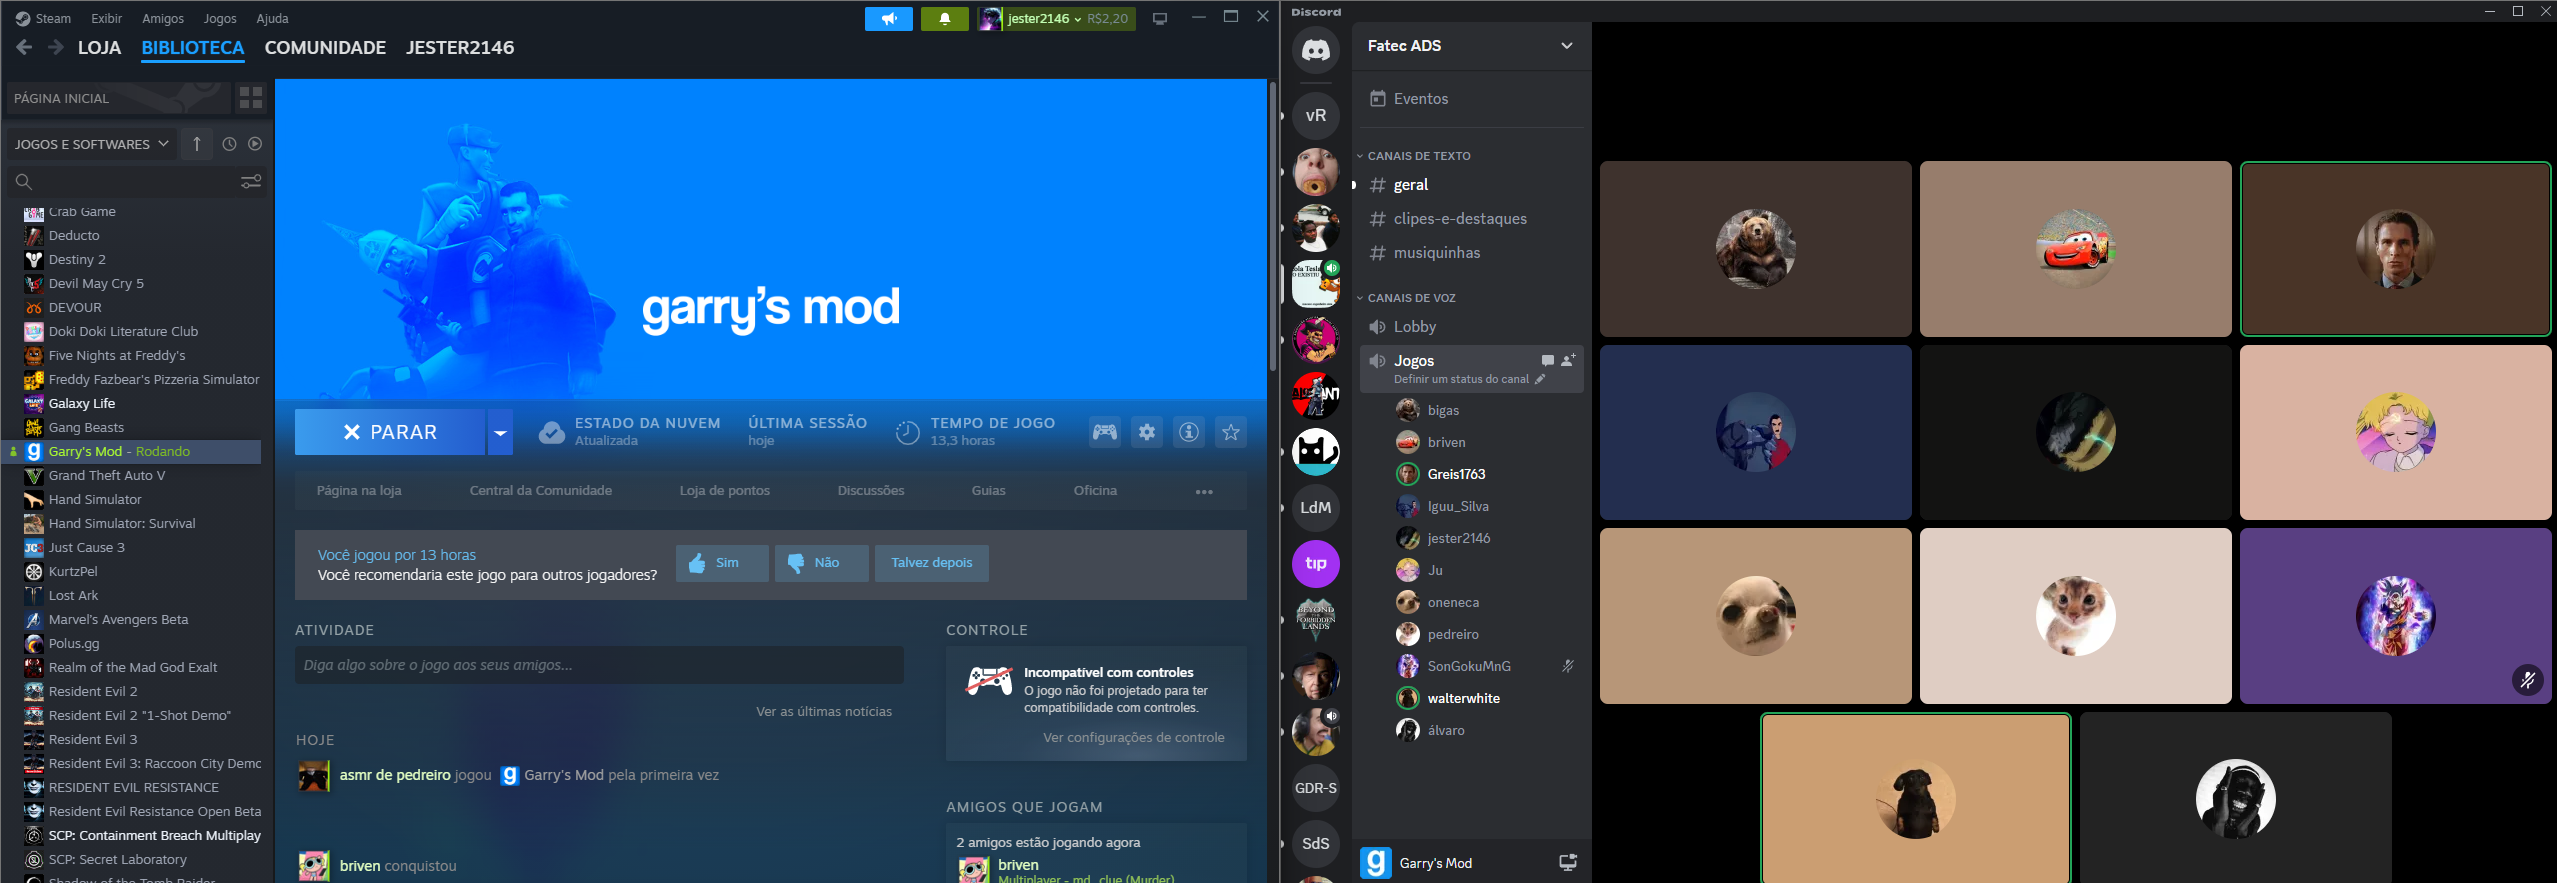 Steam Exibir Amigos Jogos Ajuda
jester2146 R$2,20
LOJA BIBLIOTECA COMUNIDADE JESTER2146
PÁGINA INICIAL
JOGOS E SOFTWARES
Crab Game
Deducto
Destiny 2
Devil May Cry 5
DEVOUR
Doki Doki Literature Club
Five Nights at Freddy's
Freddy Fazbear's Pizzeria Simulator
Galaxy Life
Gang Beasts
Garry's Mod - Rodando
Grand Theft Auto V
Hand Simulator
Hand Simulator: Survival
Just Cause 3
KurtzPel
Lost Ark
Marvel's Avengers Beta
Polus.gg
Realm of the Mad God Exalt
Resident Evil 2
Resident Evil 2 "1-Shot Demo"
Resident Evil 3
Resident Evil 3: Raccoon City Demo
RESIDENT EVIL RESISTANCE
Resident Evil Resistance Open Beta
SCP: Containment Breach Multiplay
SCP: Secret Laboratory
Shadow of the Tomb Raider
garry's mod
PARAR
ESTADO DA NUVEM
Atualizada
ÚLTIMA SESSÃO
hoje
TEMPO DE JOGO
13,3 horas
Página na loja Central da Comunidade Loja de pontos Discussões Guias Oficina
Você jogou por 13 horas
Você recomendaria este jogo para outros jogadores?
Sim Não Talvez depois
ATIVIDADE
Diga algo sobre o jogo aos seus amigos...
Ver as últimas notícias
HOJE
asmr de pedreiro jogou Garry's Mod pela primeira vez
briven conquistou
CONTROLE
Incompatível com controles
O jogo não foi projetado para ter
compatibilidade com controles.
Ver configurações de controle
AMIGOS QUE JOGAM
2 amigos estão jogando agora
briven
Multiplayer - md_clue (Murder)
Discord
vR
LdM
tip
BEYOND
THE
FORBIDDEN
LANDS
GDR-S
SdS
Fatec ADS
Eventos
CANAIS DE TEXTO
geral
clipes-e-destaques
musiquinhas
CANAIS DE VOZ
Lobby
Jogos
Definir um status do canal
bigas
briven
Greis1763
Iguu_Silva
jester2146
Ju
oneneca
pedreiro
SonGokuMnG
walterwhite
álvaro
Garry's Mod